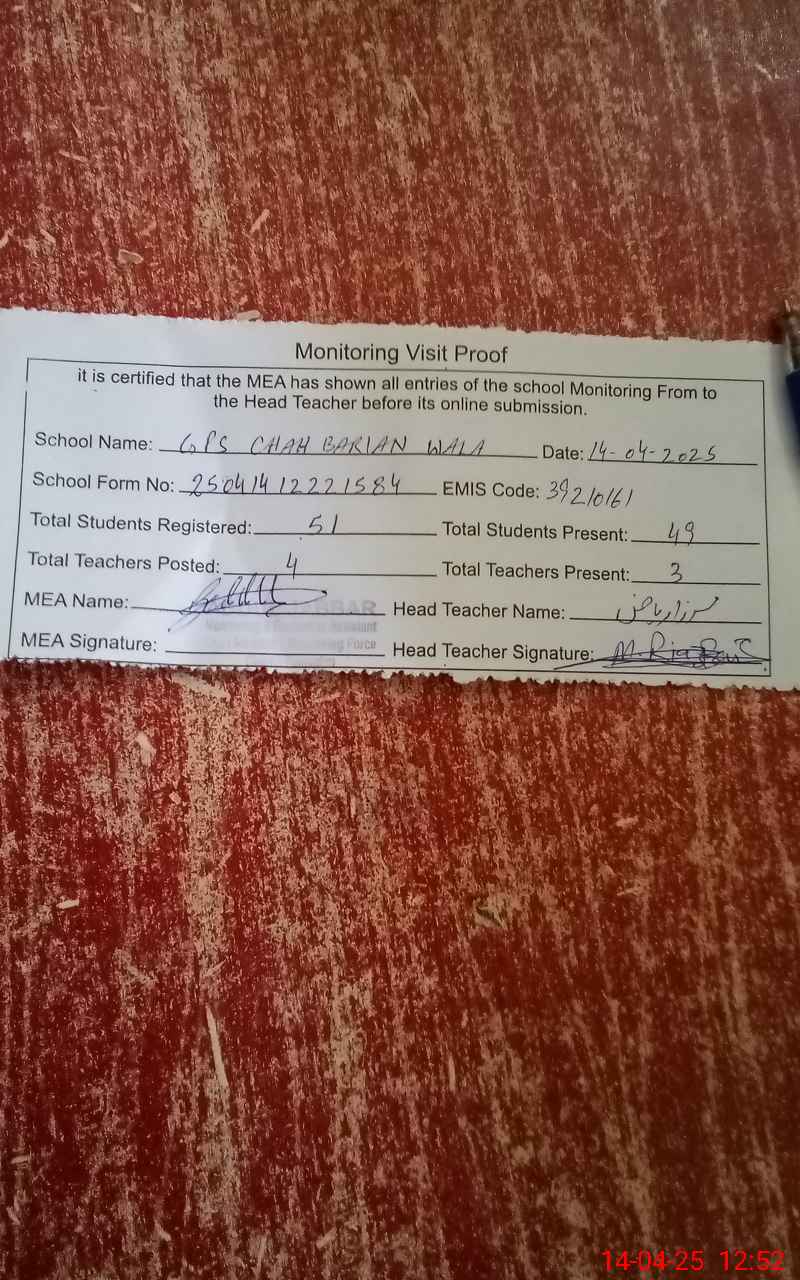 Monitoring Visit Proof
it is certified that the MEA has shown all entries of the school Monitoring From to
the Head Teacher before its online submission.
School Name: GPS CHAH BARIAN WALA Date: 14-04-2025
School Form No: 25041412221584 EMIS Code: 39210161
Total Students Registered: 51 Total Students Present: 49
Total Teachers Posted: 4 Total Teachers Present: 3
MEA Name: Head Teacher Name: ریاض
MEA Signature: Force Head Teacher Signature:
14-04-25 12:52